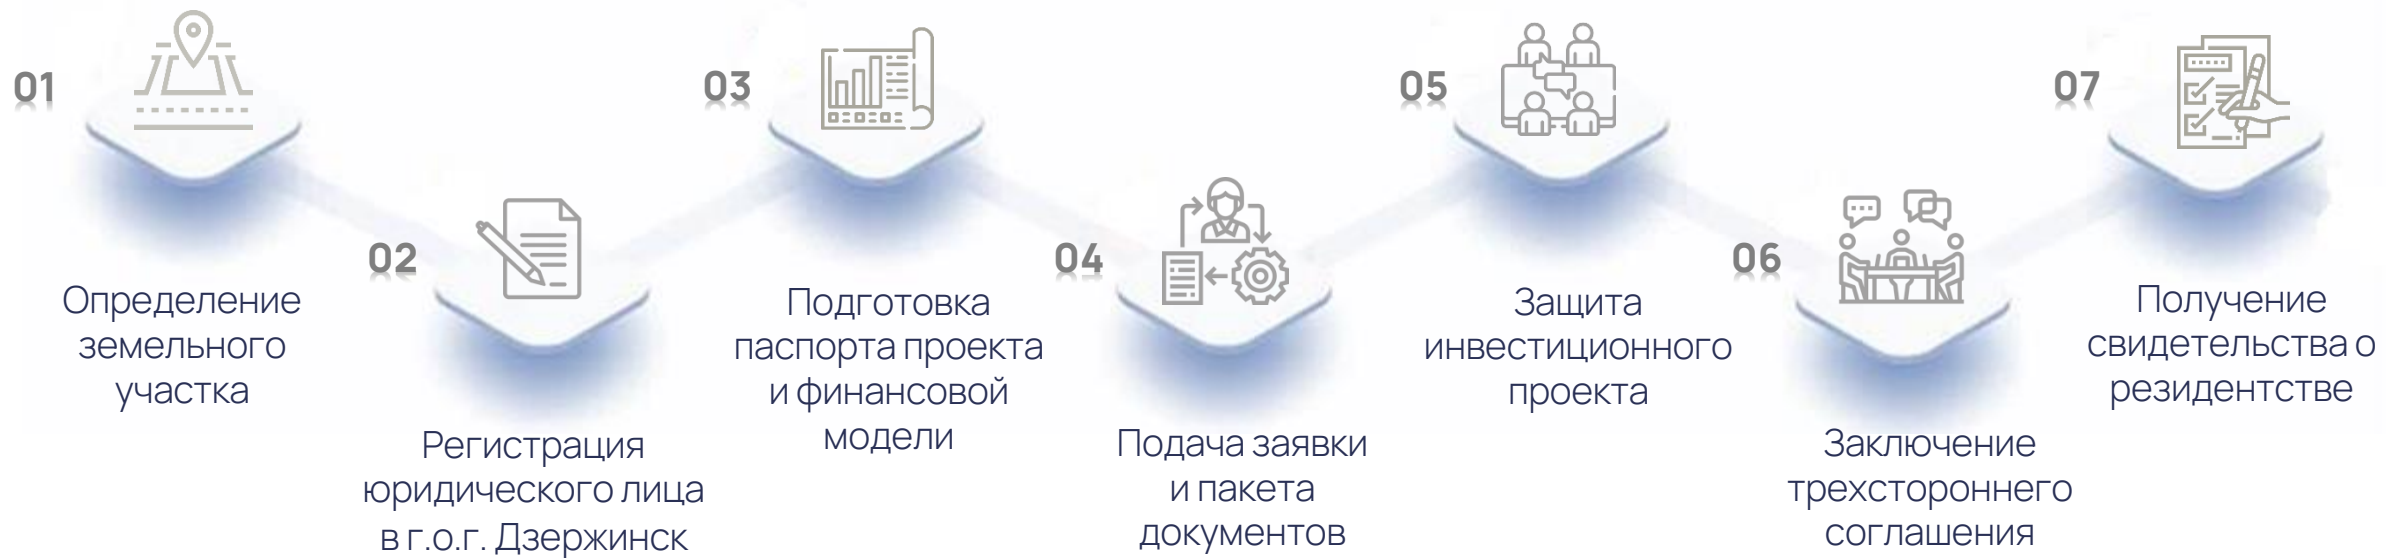 01
Определение
земельного
участка
02
Регистрация
юридического лица
в г.о.г. Дзержинск
03
Подготовка
паспорта проекта
и финансовой
модели
04
Подача заявки
и пакета
документов
05
Защита
инвестиционного
проекта
06
Заключение
трехстороннего
соглашения
07
Получение
свидетельства о
резидентстве